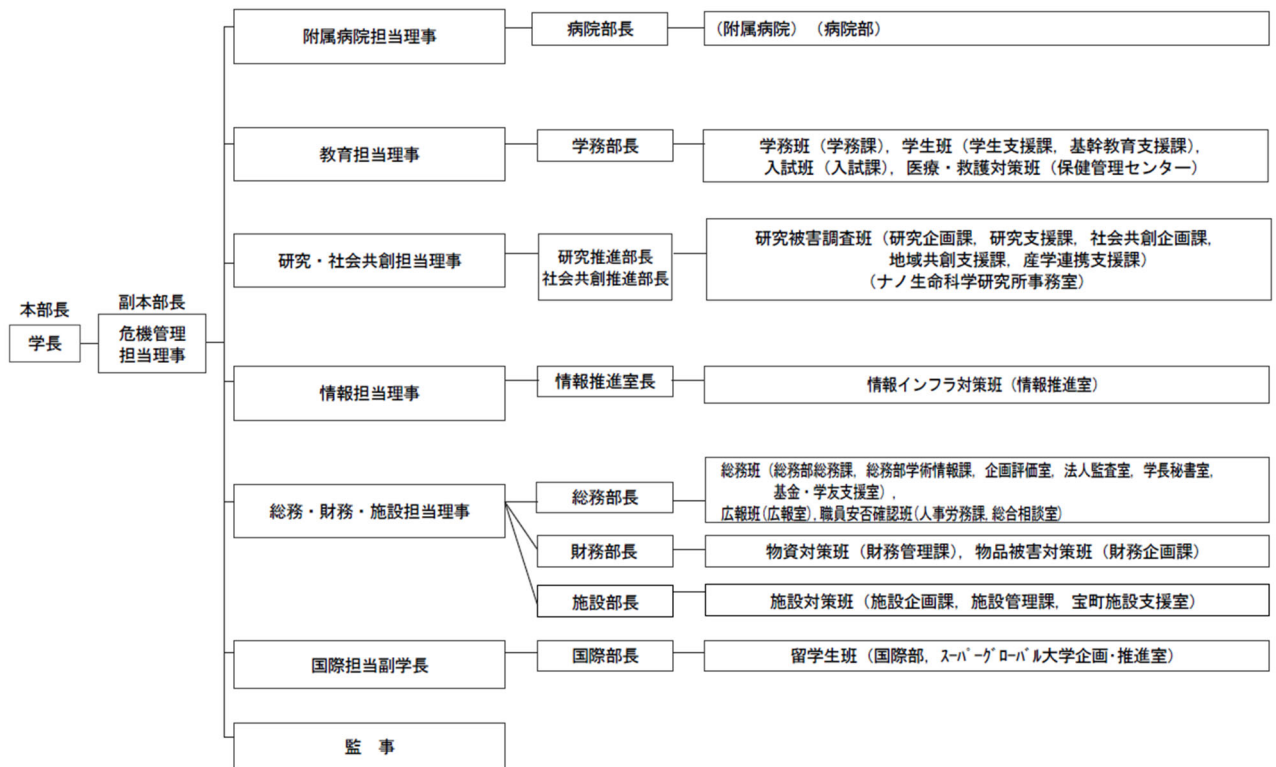 附属病院担当理事
病院部長
(附属病院) (病院部)
教育担当理事
学務部長
学務班(学務課), 学生班(学生支援課, 基幹教育支援課),
入試班(入試課), 医療・救護対策班(保健管理センター)
研究・社会共創担当理事
研究推進部長
社会共創推進部長
研究被害調査班(研究企画課, 研究支援課, 社会共創企画課,
地域共創支援課, 産学連携支援課)
(ナノ生命科学研究所事務室)
本部長
学長
副本部長
危機管理
担当理事
情報担当理事
情報推進室長
情報インフラ対策班(情報推進室)
総務・財務・施設担当理事
総務部長
総務班(総務部総務課, 総務部学術情報課, 企画評価室, 法人監査室, 学長秘書室,
基金・学友支援室),
広報班(広報室),職員安否確認班(人事労務課,総合相談室)
財務部長
物資対策班(財務管理課), 物品被害対策班(財務企画課)
施設部長
施設対策班(施設企画課, 施設管理課, 宝町施設支援室)
国際担当副学長
国際部長
留学生班(国際部, スーパーグローバル大学企画・推進室)
監 事